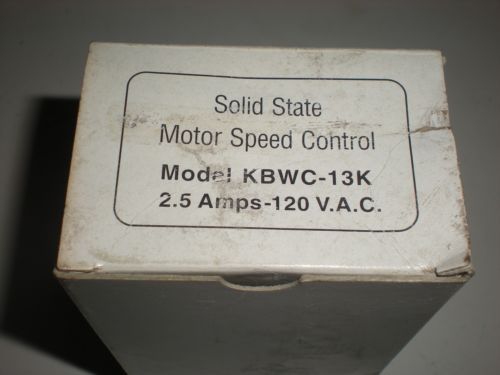 Solid State
Motor Speed Control
Model KBWC-13K
2.5 Amps-120 V.A.C.